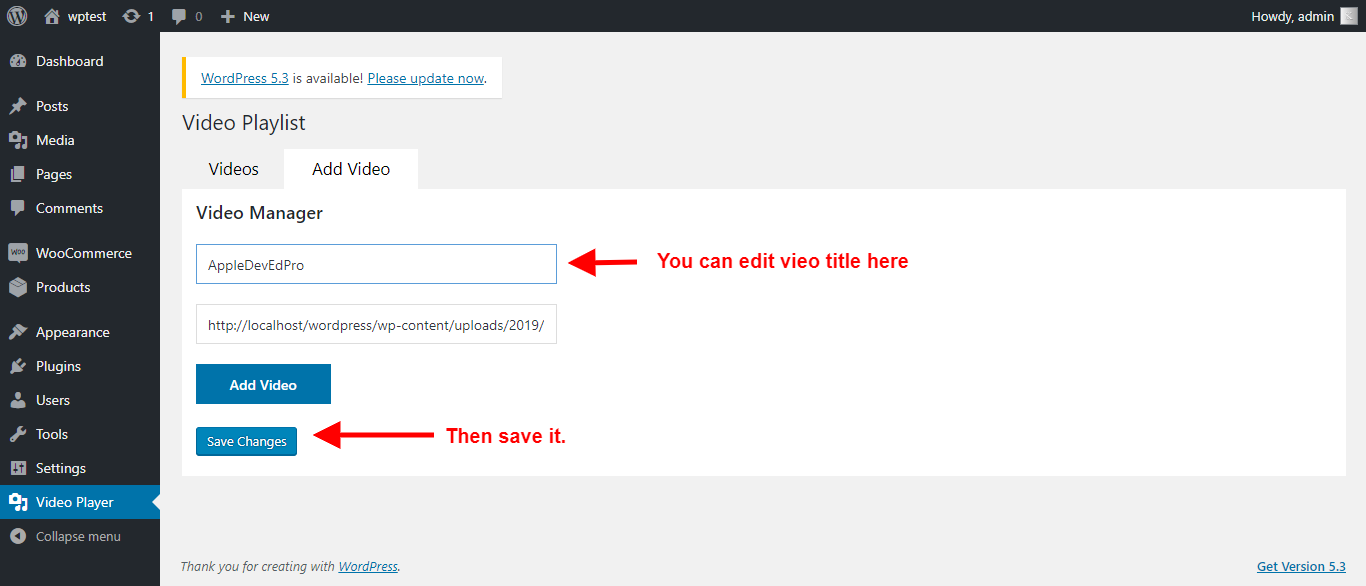 wptest 1 0 New Howdy, admin
Dashboard
Posts
Media
Pages
Comments
WOO WooCommerce
Products
Appearance
Plugins
Users
Tools
Settings
Video Player
Collapse menu
WordPress 5.3 is available! Please update now.
Video Playlist
Videos Add Video
Video Manager
AppleDevEdPro You can edit vieo title here
http://localhost/wordpress/wp-content/uploads/2019/
Add Video
Save Changes Then save it.
Thank you for creating with WordPress. Get Version 5.3